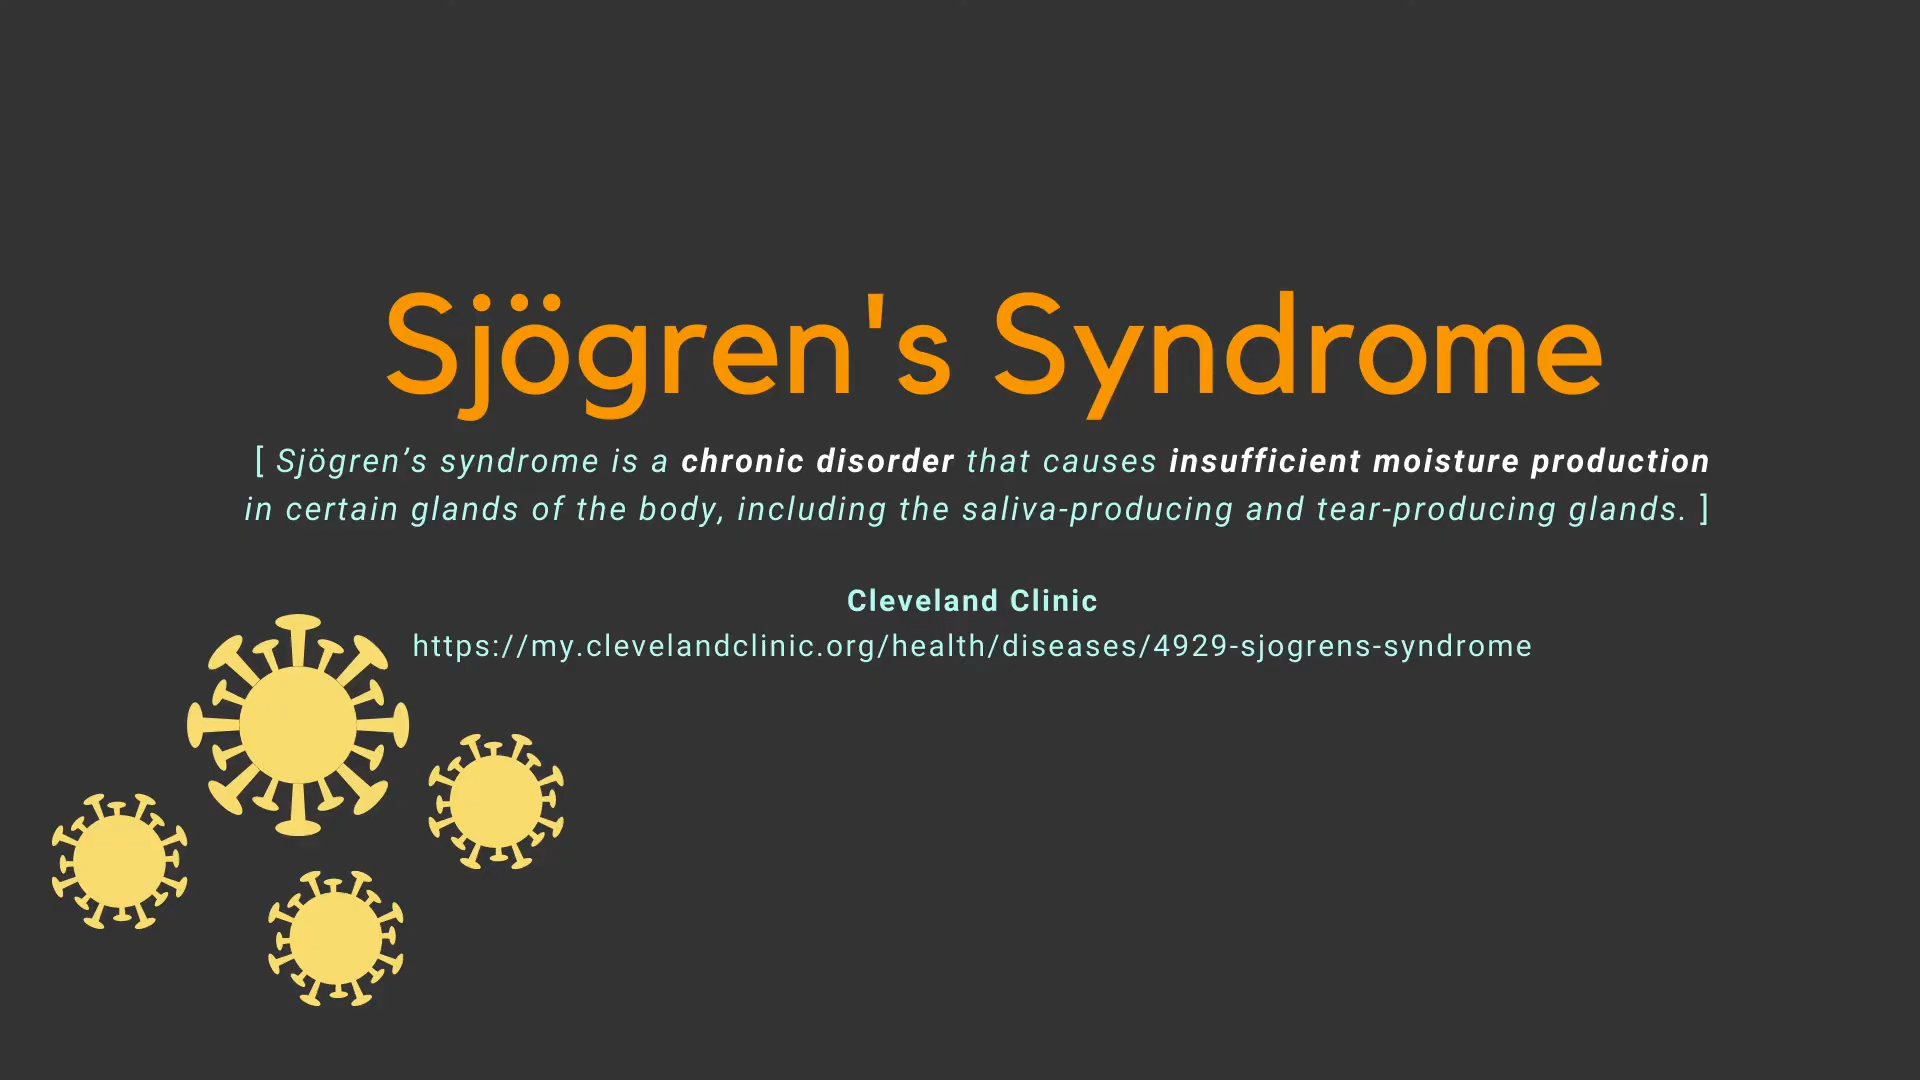 Sjögren's Syndrome
[ Sjögren’s syndrome is a chronic disorder that causes insufficient moisture production
in certain glands of the body, including the saliva-producing and tear-producing glands. ]
Cleveland Clinic
https://my.clevelandclinic.org/health/diseases/4929-sjogrens-syndrome